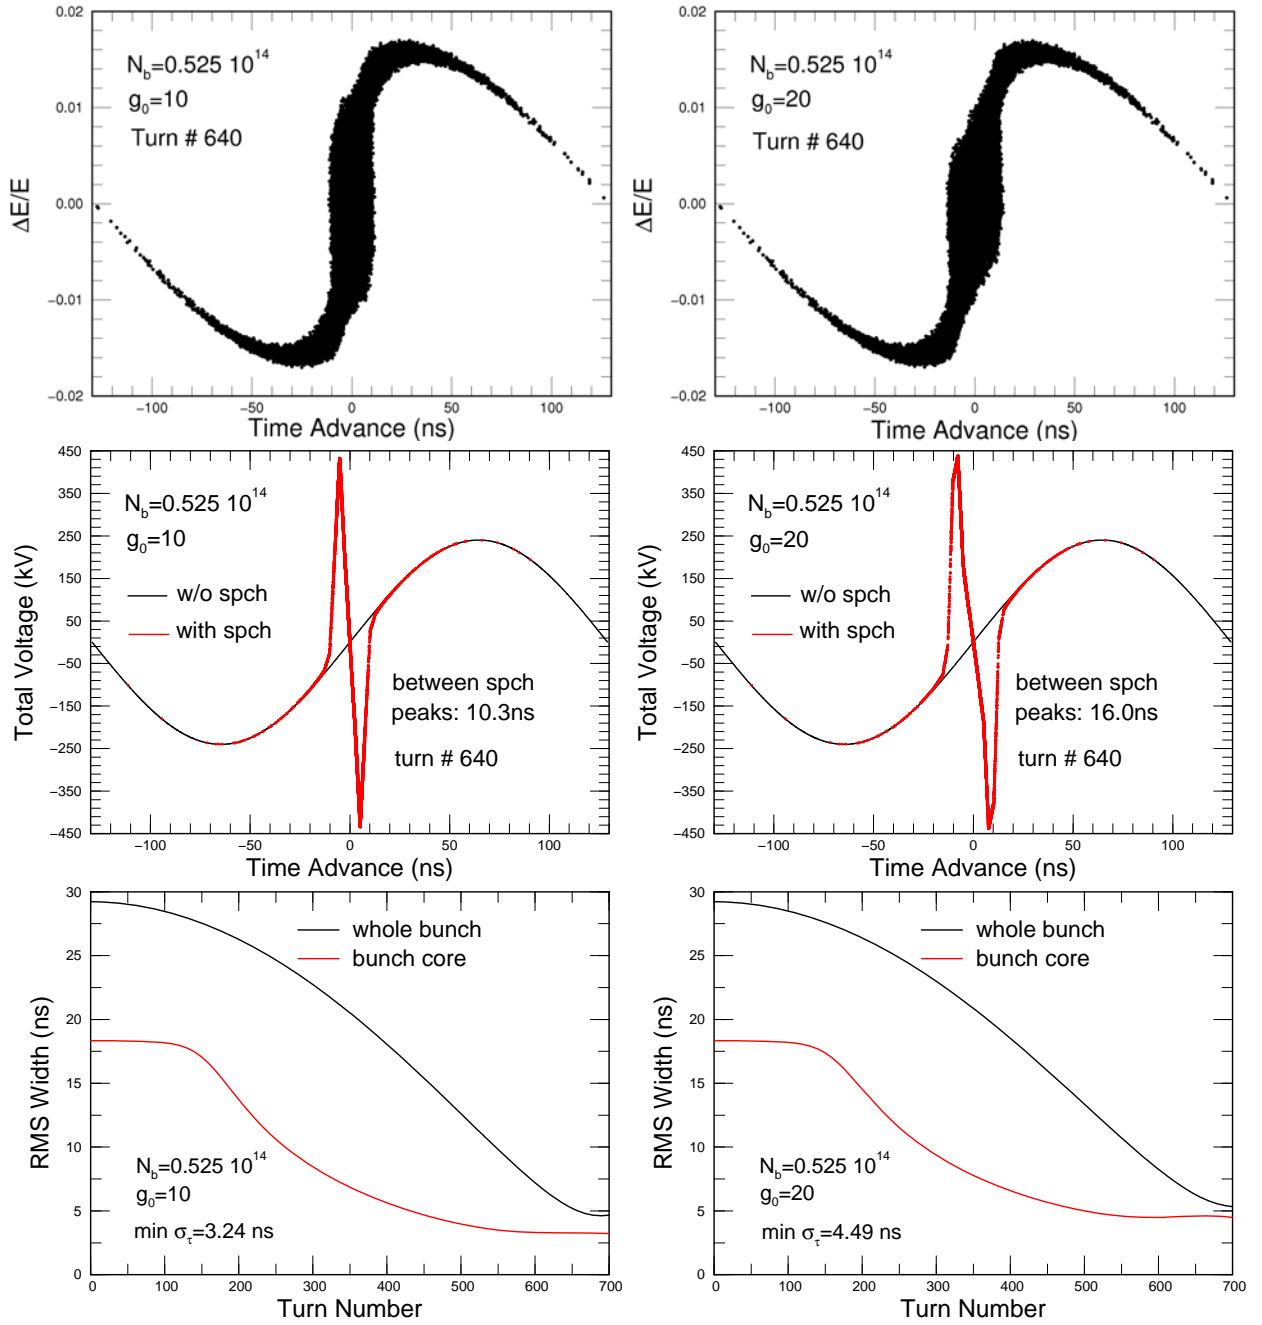 0.02
0.01
0.00
−0.01
−0.02
ΔE/E
N_b=0.525 10^14
g_0=10
Turn # 640
−100 −50 0 50 100
Time Advance (ns)
0.02
0.01
0.00
−0.01
−0.02
ΔE/E
N_b=0.525 10^14
g_0=20
Turn # 640
−100 −50 0 50 100
Time Advance (ns)
450
350
250
150
50
−50
−150
−250
−350
−450
Total Voltage (kV)
N_b=0.525 10^14
g_0=10
w/o spch
with spch
between spch
peaks: 10.3ns
turn # 640
−100 −50 0 50 100
Time Advance (ns)
450
350
250
150
50
−50
−150
−250
−350
−450
Total Voltage (kV)
N_b=0.525 10^14
g_0=20
w/o spch
with spch
between spch
peaks: 16.0ns
turn # 640
−100 −50 0 50 100
Time Advance (ns)
30
25
20
15
10
5
0
RMS Width (ns)
whole bunch
bunch core
N_b=0.525 10^14
g_0=10
min σ_τ=3.24 ns
0 100 200 300 400 500 600 700
Turn Number
30
25
20
15
10
5
0
RMS Width (ns)
whole bunch
bunch core
N_b=0.525 10^14
g_0=20
min σ_τ=4.49 ns
0 100 200 300 400 500 600 700
Turn Number